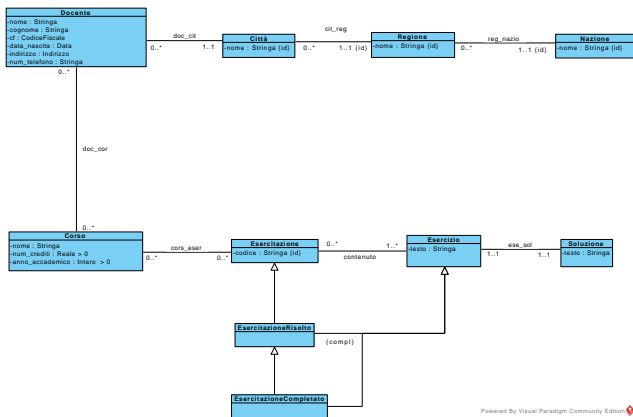 Docente
-nome : Stringa
-cognome : Stringa
-cf : CodiceFiscale
-data_nascita : Data
-indirizzo : Indirizzo
-num_telefono : Stringa
doc_cit
0..*
1..1
Città
-nome : Stringa {id}
cit_reg
0..*
1..1 {id}
Regione
-nome : Stringa {id}
reg_nazio
0..*
1..1 {id}
Nazione
-nome : Stringa {id}
0..*
doc_cor
0..*
Corso
-nome : Stringa
-num_crediti : Reale > 0
-anno_accademico : Intero > 0
cors_eser
0..*
0..*
Esercitazione
-codice : Stringa {id}
0..*
1..*
contenuto
Esercizio
-testo : Stringa
ese_sol
1..1
1..1
Soluzione
-testo : Stringa
EsercitazioneRisolto
{compl}
EsercitazioneCompletato
Powered By Visual Paradigm Community Edition